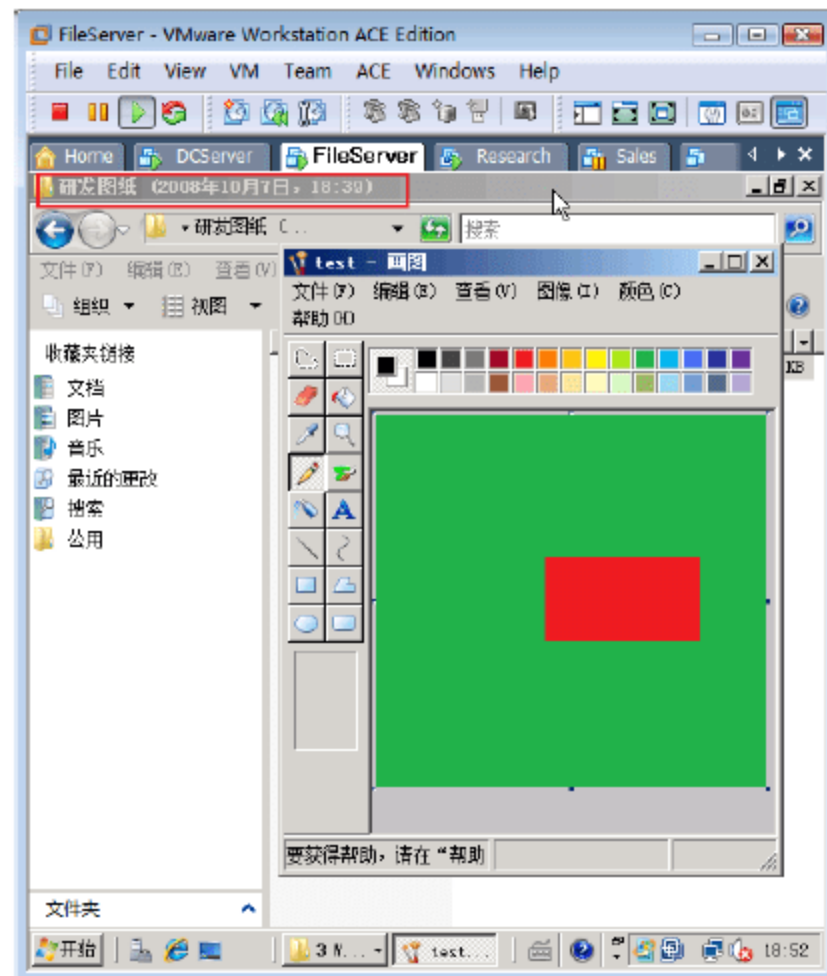 FileServer - VMware Workstation ACE Edition
File Edit View VM Team ACE Windows Help
Home DCServer FileServer Research Sales
研发图纸 (2008年10月7日，18:39)
研发图纸 (.. 搜索
文件(F) 编辑(E) 查看(V)
组织 视图
test - 画图
文件(F) 编辑(E) 查看(V) 图像(I) 颜色(C)
帮助(H)
KB
收藏夹链接
文档
图片
音乐
最近的更改
搜索
公用
要获得帮助，请在“帮助
文件夹
开始 3 W... test... 18:52